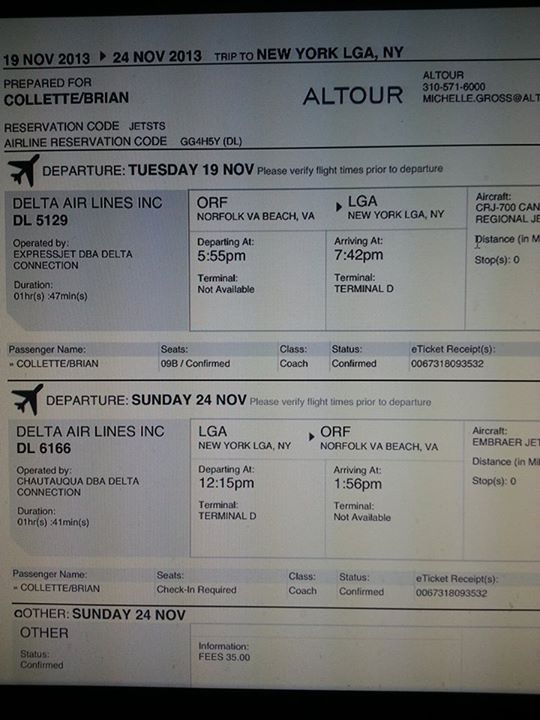 19 NOV 2013 ▸ 24 NOV 2013 TRIP TO NEW YORK LGA, NY
PREPARED FOR
COLLETTE/BRIAN
ALTOUR
ALTOUR
310-571-6000
MICHELLE.GROSS@ALT
RESERVATION CODE JETSTS
AIRLINE RESERVATION CODE GG4H5Y (DL)
DEPARTURE: TUESDAY 19 NOV Please verify flight times prior to departure
DELTA AIR LINES INC
DL 5129
Operated by:
EXPRESSJET DBA DELTA
CONNECTION
Duration:
01hr(s) :47min(s)
ORF
NORFOLK VA BEACH, VA
▸ LGA
NEW YORK LGA, NY
Departing At:
5:55pm
Terminal:
Not Available
Arriving At:
7:42pm
Terminal:
TERMINAL D
Aircraft:
CRJ-700 CAN
REGIONAL JE
Distance (in M
Stop(s): 0
Passenger Name: Seats: Class: Status: eTicket Receipt(s):
» COLLETTE/BRIAN 09B / Confirmed Coach Confirmed 0067318093532
DEPARTURE: SUNDAY 24 NOV Please verify flight times prior to departure
DELTA AIR LINES INC
DL 6166
Operated by:
CHAUTAUQUA DBA DELTA
CONNECTION
Duration:
01hr(s) :41min(s)
LGA
NEW YORK LGA, NY
▸ ORF
NORFOLK VA BEACH, VA
Departing At:
12:15pm
Terminal:
TERMINAL D
Arriving At:
1:56pm
Terminal:
Not Available
Aircraft:
EMBRAER JET
Distance (in Mil
Stop(s): 0
Passenger Name: Seats: Class: Status: eTicket Receipt(s):
» COLLETTE/BRIAN Check-In Required Coach Confirmed 0067318093532
OTHER: SUNDAY 24 NOV
OTHER
Status:
Confirmed
Information:
FEES 35.00